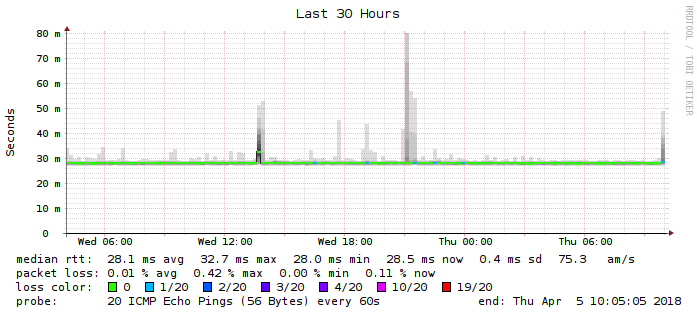 Last 30 Hours
RRDTOOL / TOBI OETIKER
Seconds
80 m
70 m
60 m
50 m
40 m
30 m
20 m
10 m
0
Wed 06:00 Wed 12:00 Wed 18:00 Thu 00:00 Thu 06:00
median rtt: 28.1 ms avg 32.7 ms max 28.0 ms min 28.5 ms now 0.4 ms sd 75.3 am/s
packet loss: 0.01 % avg 0.42 % max 0.00 % min 0.11 % now
loss color: 0 1/20 2/20 3/20 4/20 10/20 19/20
probe: 20 ICMP Echo Pings (56 Bytes) every 60s end: Thu Apr 5 10:05:05 2018